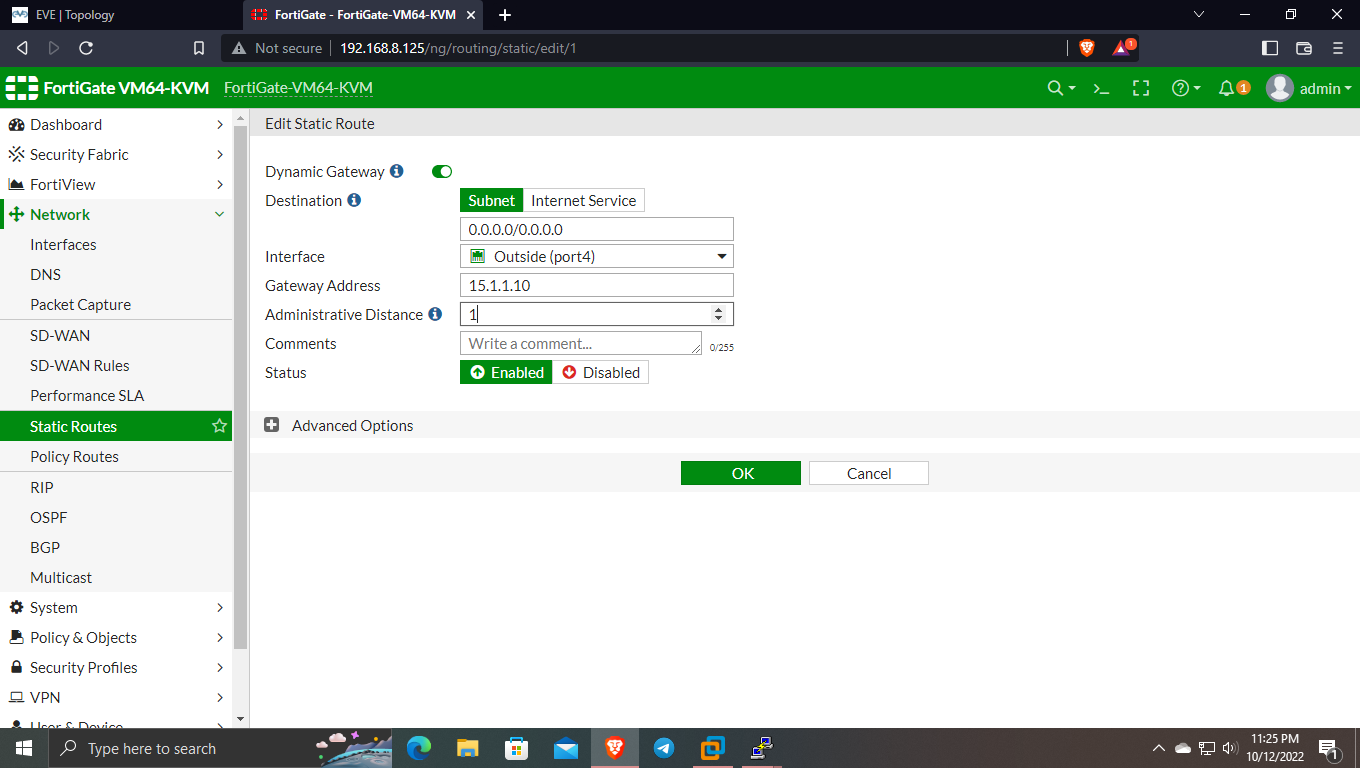 EVE | Topology
FortiGate - FortiGate-VM64-KVM
Not secure
192.168.8.125/ng/routing/static/edit/1
1
FortiGate VM64-KVM
FortiGate-VM64-KVM
1
admin
Dashboard
Security Fabric
FortiView
Network
Interfaces
DNS
Packet Capture
SD-WAN
SD-WAN Rules
Performance SLA
Static Routes
Policy Routes
RIP
OSPF
BGP
Multicast
System
Policy & Objects
Security Profiles
VPN
User & Device
Edit Static Route
Dynamic Gateway
Destination
Subnet Internet Service
0.0.0.0/0.0.0.0
Interface Outside (port4)
Gateway Address 15.1.1.10
Administrative Distance 1
Comments Write a comment... 0/255
Status Enabled Disabled
Advanced Options
OK Cancel
Type here to search
11:25 PM
10/12/2022
1